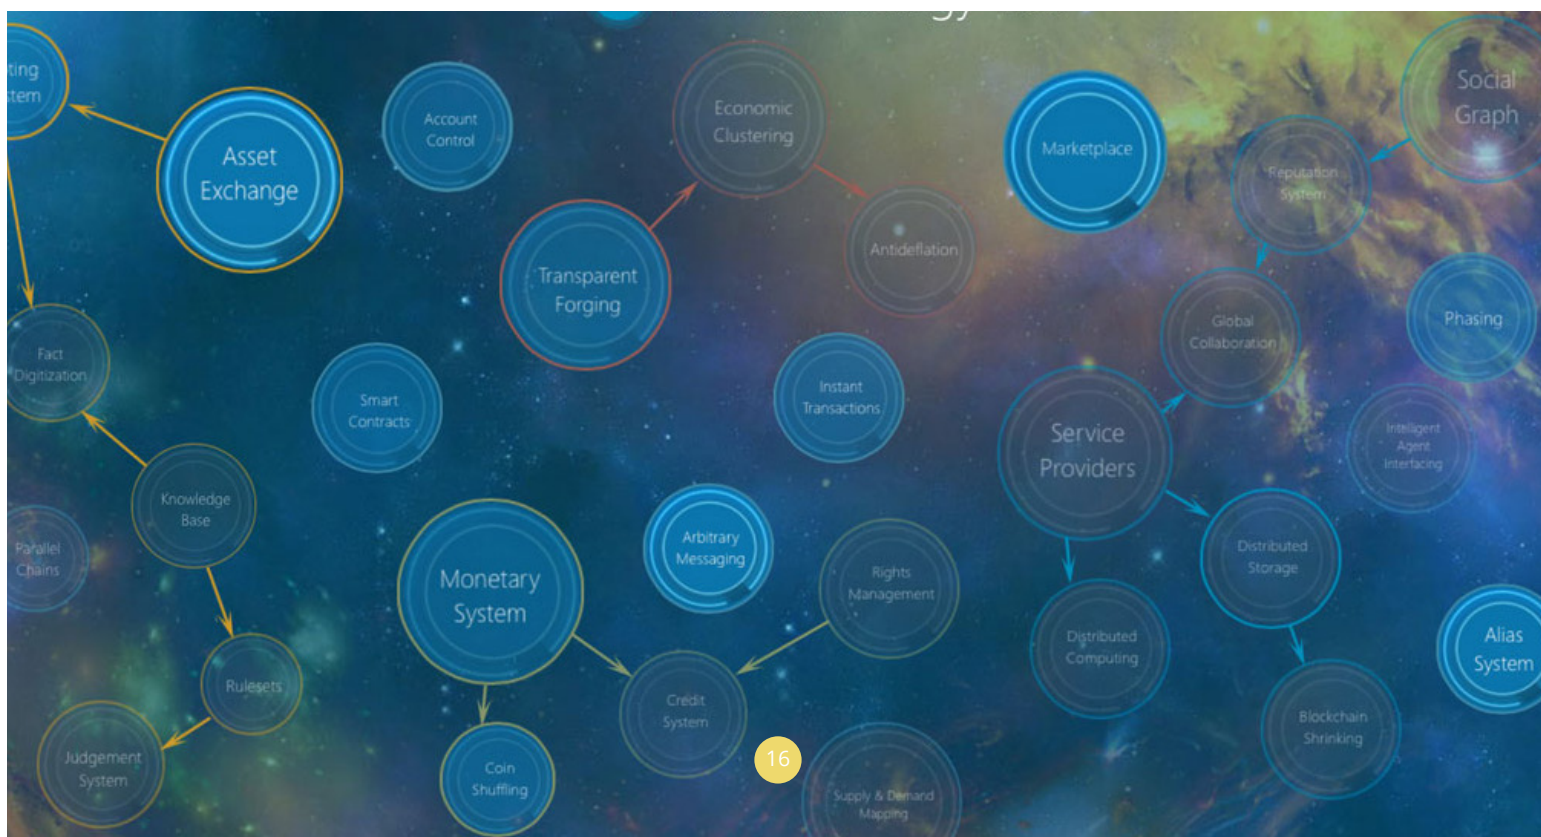 Social
Graph
Asset
Exchange
Account
Control
Economic
Clustering
Marketplace
Reputation
System
Transparent
Forging
Antideflation
Global
Collaboration
Phasing
Fact
Digitization
Smart
Contracts
Instant
Transactions
Service
Providers
Intelligent
Agent
Interfacing
Knowledge
Base
Parallel
Chains
Monetary
System
Arbitrary
Messaging
Rights
Management
Distributed
Storage
Distributed
Computing
Alias
System
Rulesets
Credit
System
Blockchain
Shrinking
Judgement
System
Coin
Shuffling
16
Supply & Demand
Mapping